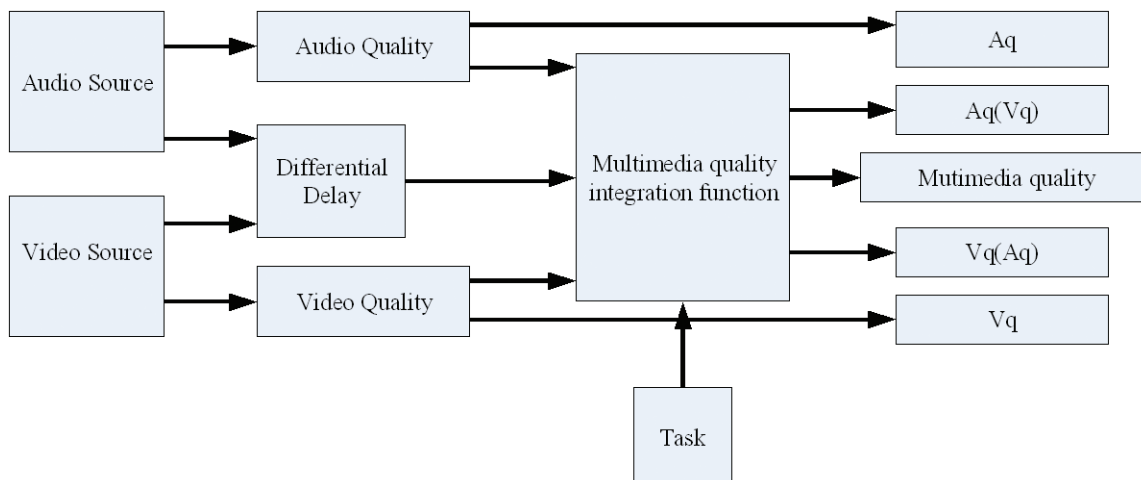 Audio Source
Audio Quality
Aq
Aq(Vq)
Differential
Delay
Multimedia quality
integration function
Mutimedia quality
Video Source
Video Quality
Vq(Aq)
Vq
Task